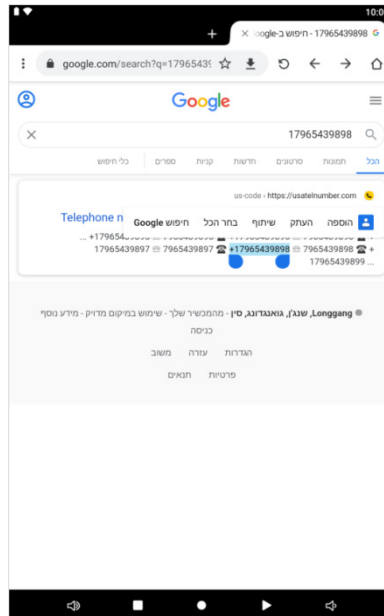 10:0
17965439898 - חיפוש ב-oogle
google.com/search?q=1796543
Google
17965439898
הכל תמונות סרטונים חדשות קניות ספרים כלי חיפוש
us-code › https://usatelnumber.com
Telephone n
הוספה העתק שיתוף בחר הכל חיפוש Google
+ 7965439898 ☏ +17965439898 ☎ 7965439897 ☏ 17965439897
17965439899 ...
Longgang, שנג'ן, גואנגדונג, סין - מהמכשיר שלך - שימוש במיקום מדויק - מידע נוסף
כניסה
הגדרות עזרה משוב
פרטיות תנאים